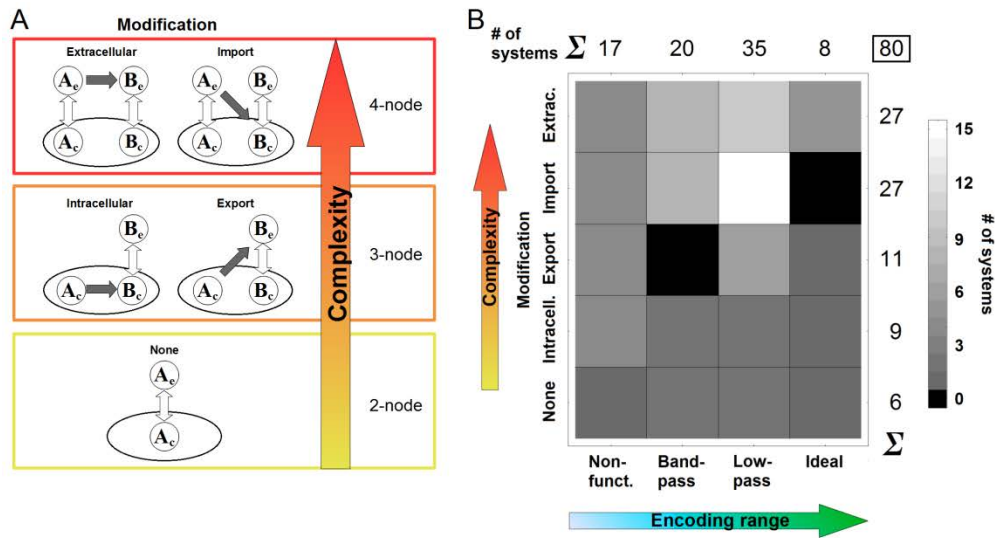 A
Modification
Extracellular Import
Ae Be Ae Be
Ac Bc Ac Bc
4-node
Intracellular Export
Be Be
Ac Bc Ac Bc
3-node
None
Ae
Ac
2-node
Complexity
B
# of
systems Σ 17 20 35 8 80
Complexity
Modification
Extrac.
Import
Export
Intracell.
None
27
27
11
9
6
Σ
15
12
9
6
3
0
# of systems
Non-
funct.
Band-
pass
Low-
pass
Ideal
Encoding range